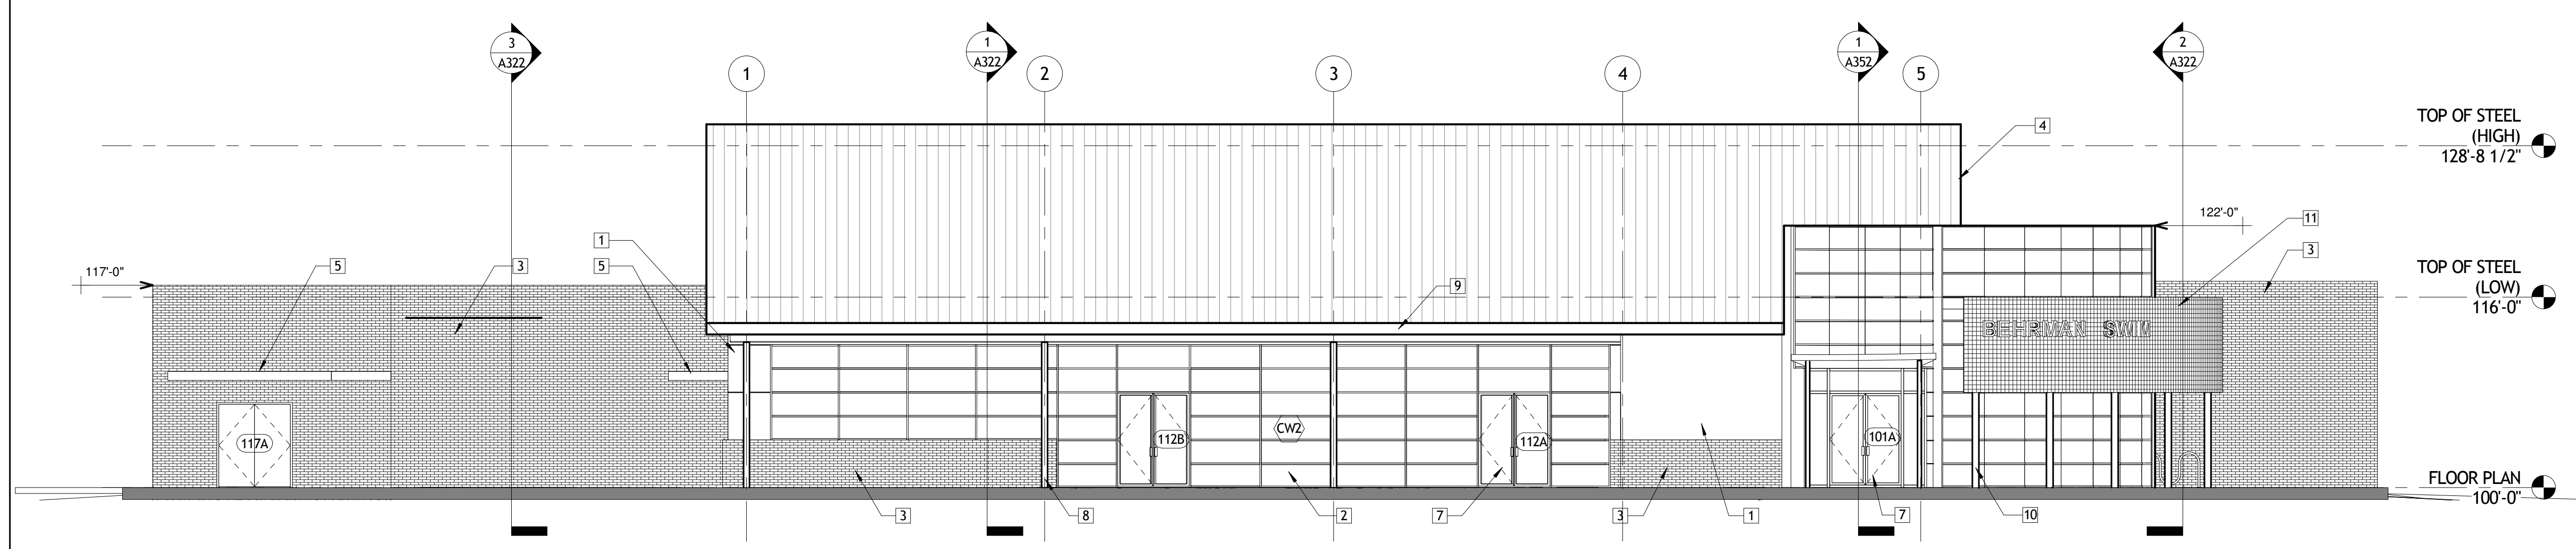 3
A322
1
A322
1
A352
2
A322
1
2
3
4
5
4
TOP OF STEEL
(HIGH)
128'-8 1/2"
122'-0"
11
1
3
5
3
5
117'-0"
9
TOP OF STEEL
(LOW)
116'-0"
BEHRMAN SWIM
117A
112B
CW2
112A
101A
FLOOR PLAN
100'-0"
3
8
2
7
3
1
7
10